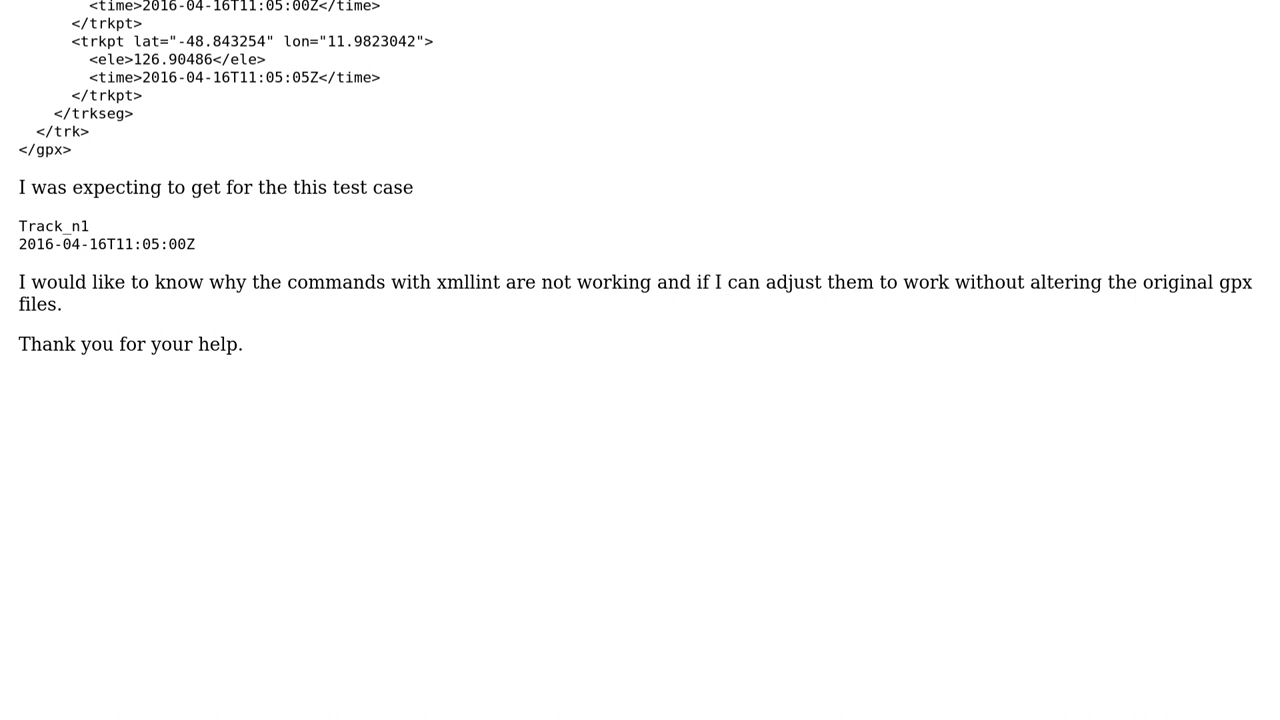 <time>2016-04-16T11:05:00Z</time>
</trkpt>
<trkpt lat="-48.843254" lon="11.9823042">
<ele>126.90486</ele>
<time>2016-04-16T11:05:05Z</time>
</trkpt>
</trkseg>
</trk>
</gpx>
I was expecting to get for the this test case
Track_n1
2016-04-16T11:05:00Z
I would like to know why the commands with xmllint are not working and if I can adjust them to work without altering the original gpx
files.
Thank you for your help.